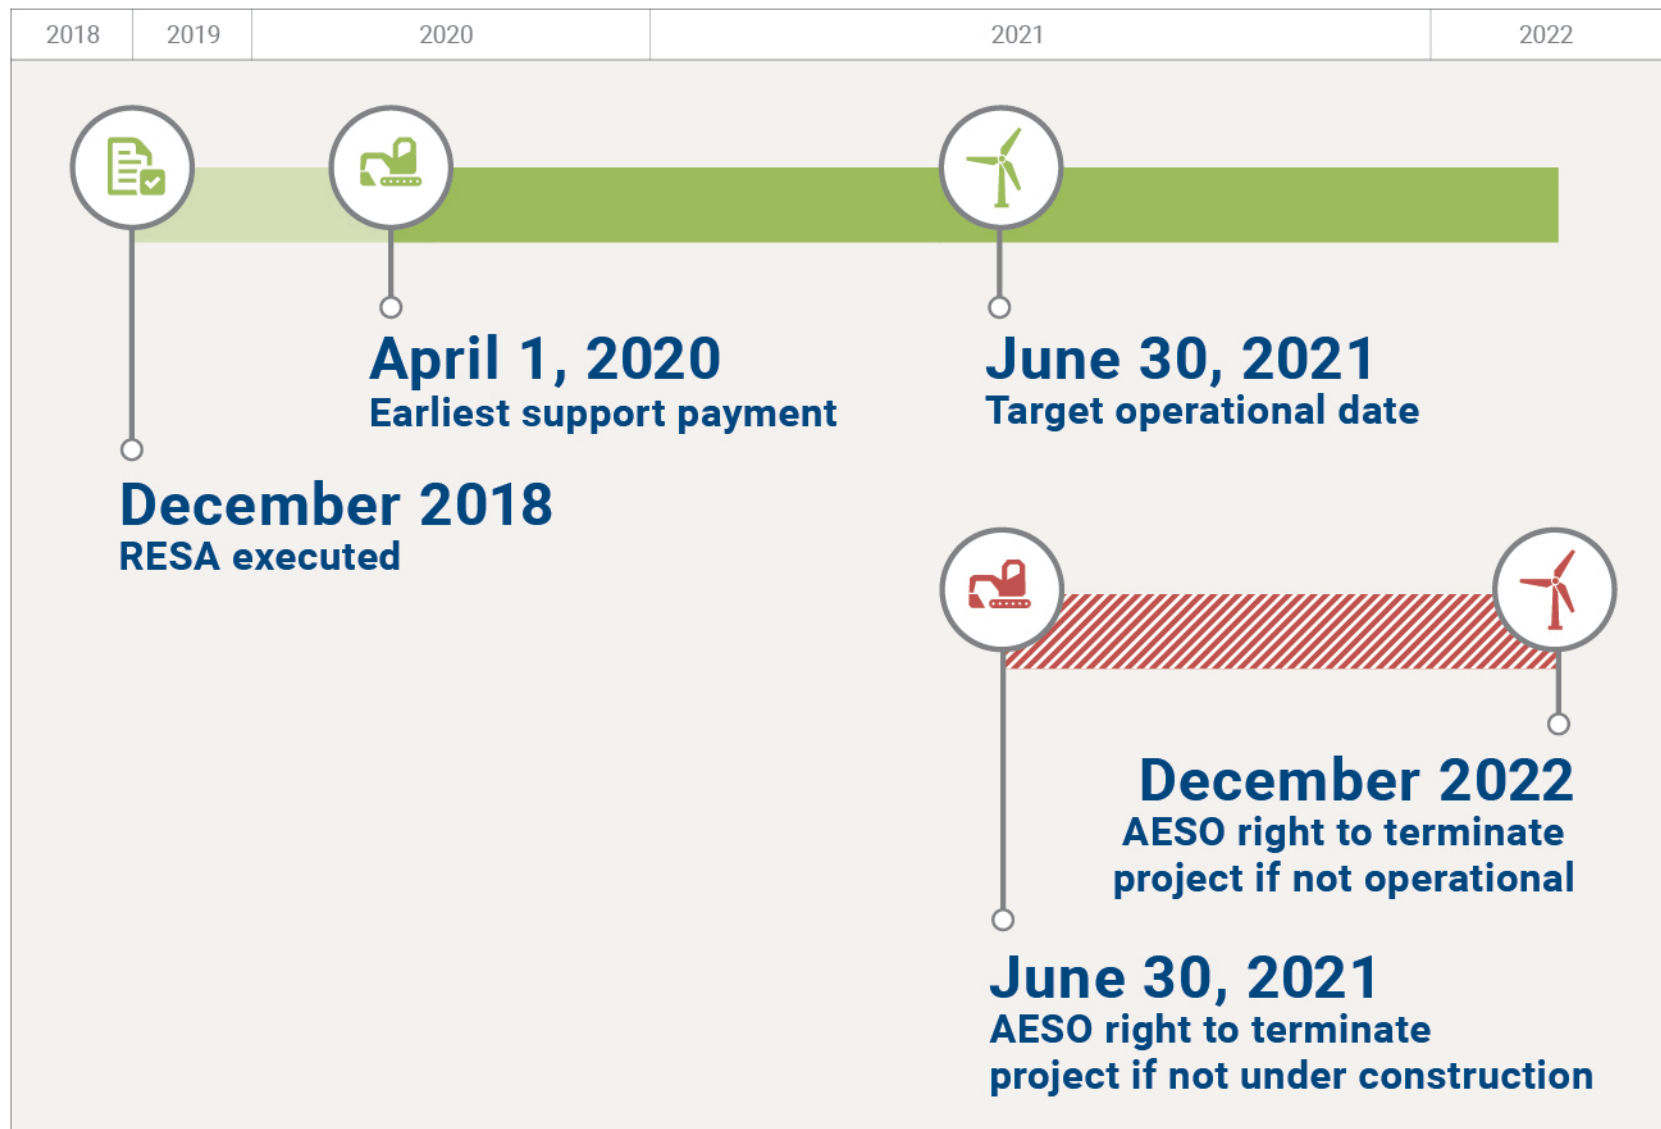 2018 2019 2020 2021 2022
April 1, 2020
Earliest support payment
June 30, 2021
Target operational date
December 2018
RESA executed
December 2022
AESO right to terminate
project if not operational
June 30, 2021
AESO right to terminate
project if not under construction